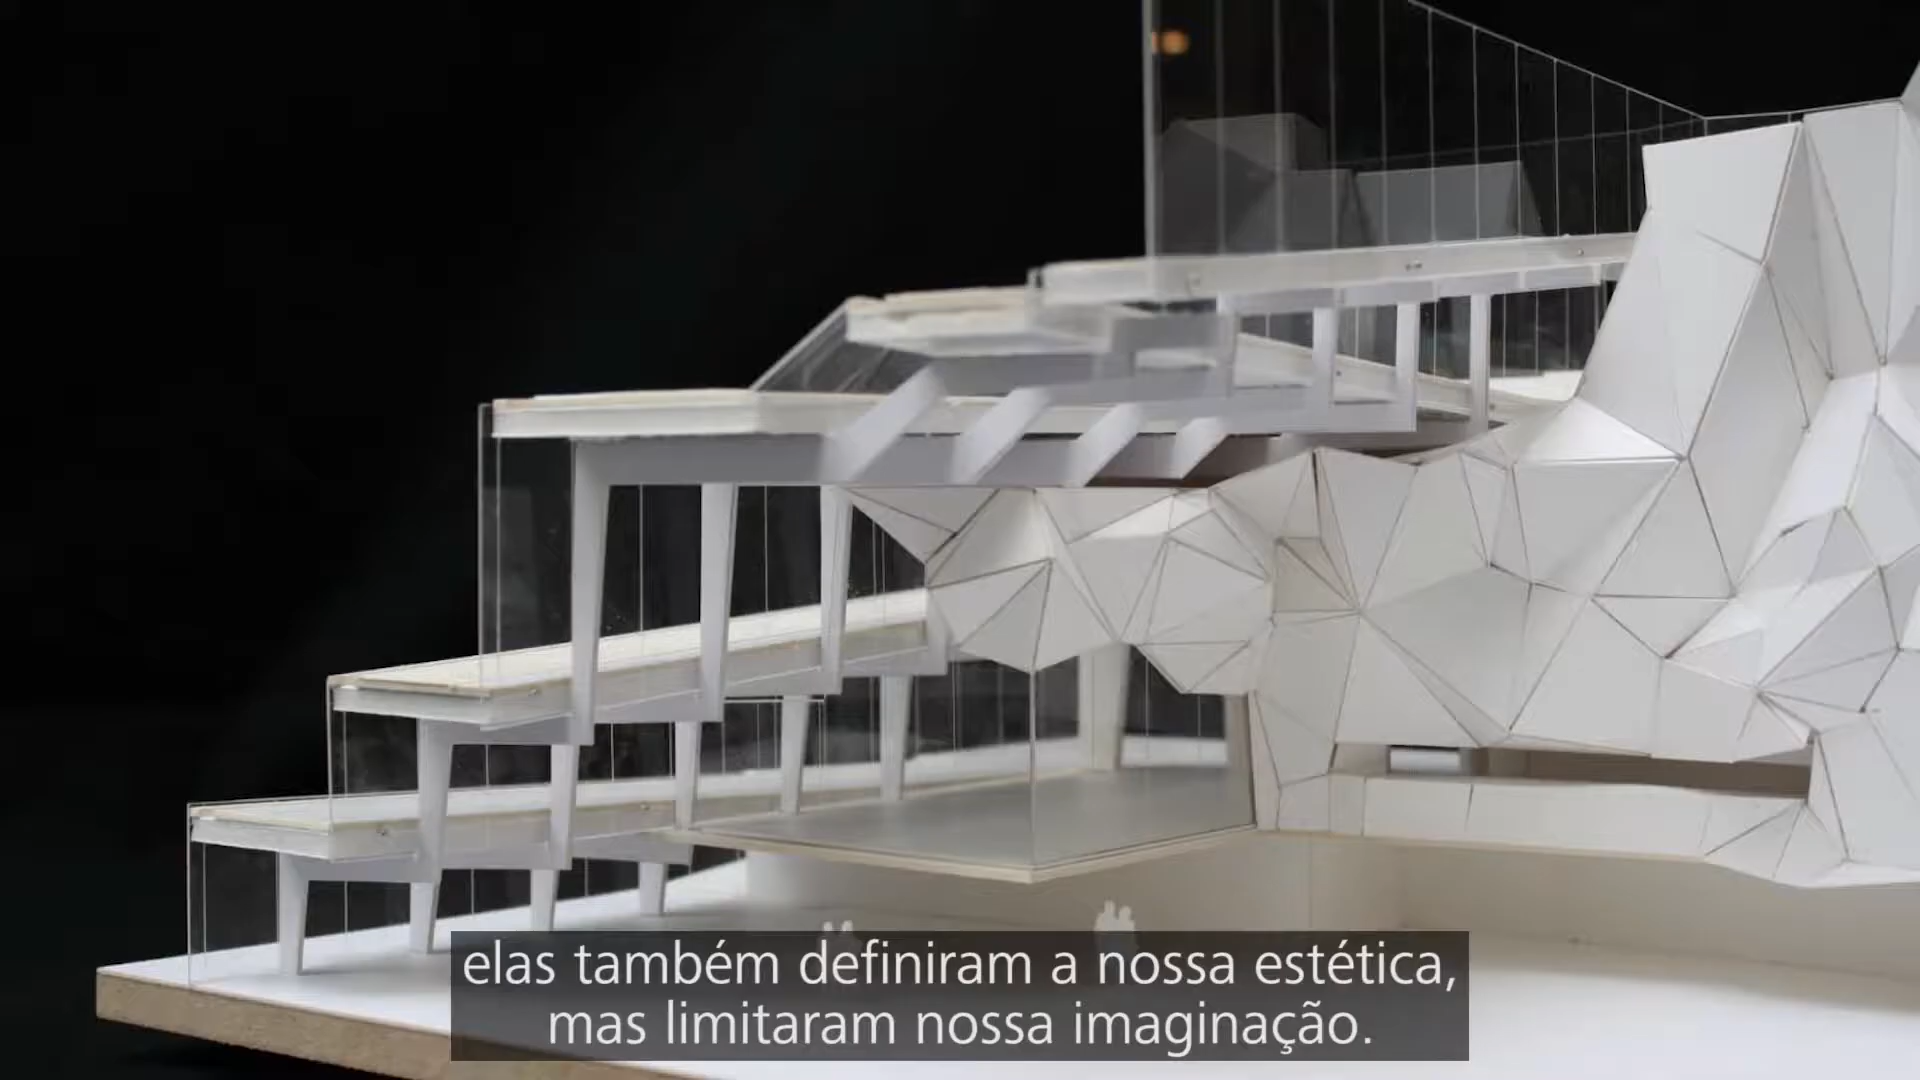 elas também definiram a nossa estética,
mas limitaram nossa imaginação.